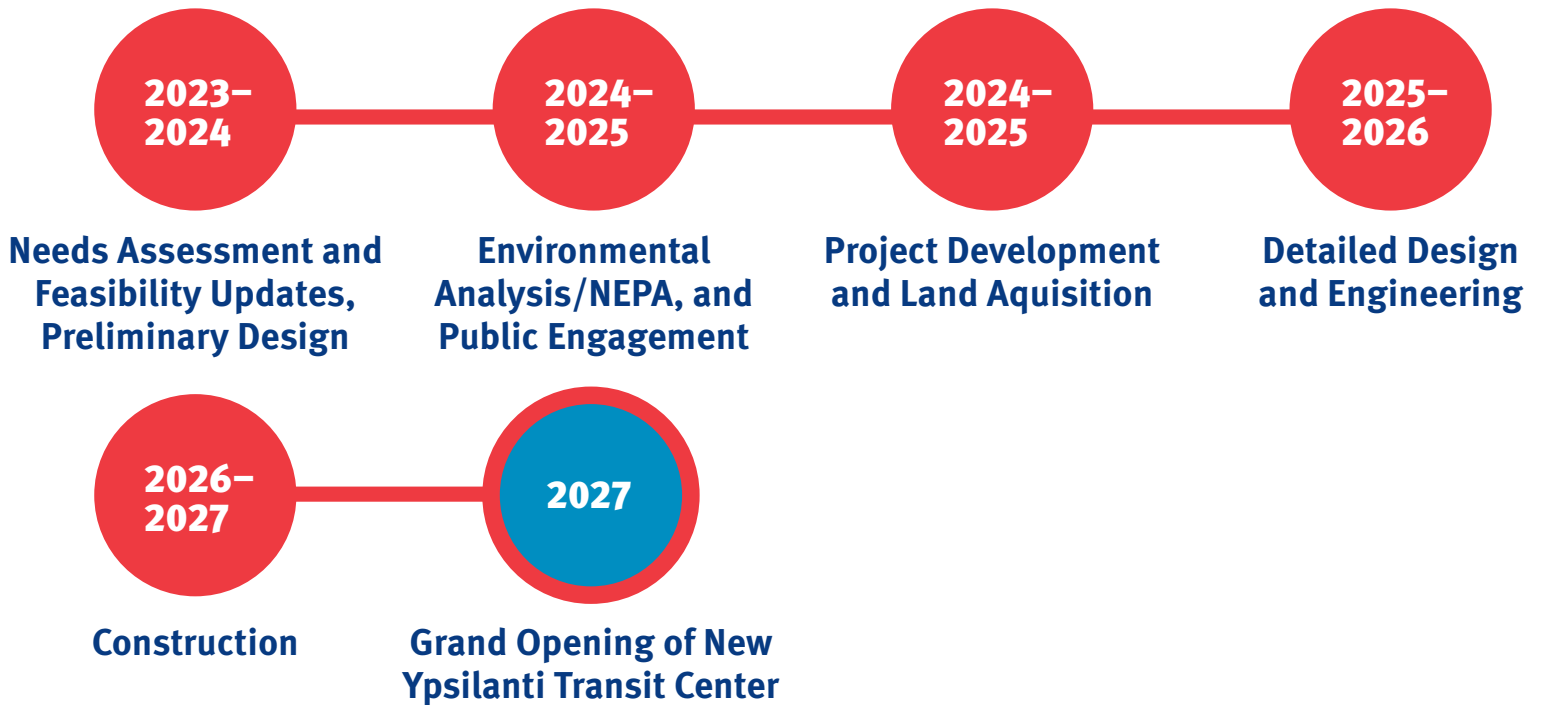 2023–
2024
Needs Assessment and
Feasibility Updates,
Preliminary Design
2024–
2025
Environmental
Analysis/NEPA, and
Public Engagement
2024–
2025
Project Development
and Land Aquisition
2025–
2026
Detailed Design
and Engineering
2026–
2027
Construction
2027
Grand Opening of New
Ypsilanti Transit Center